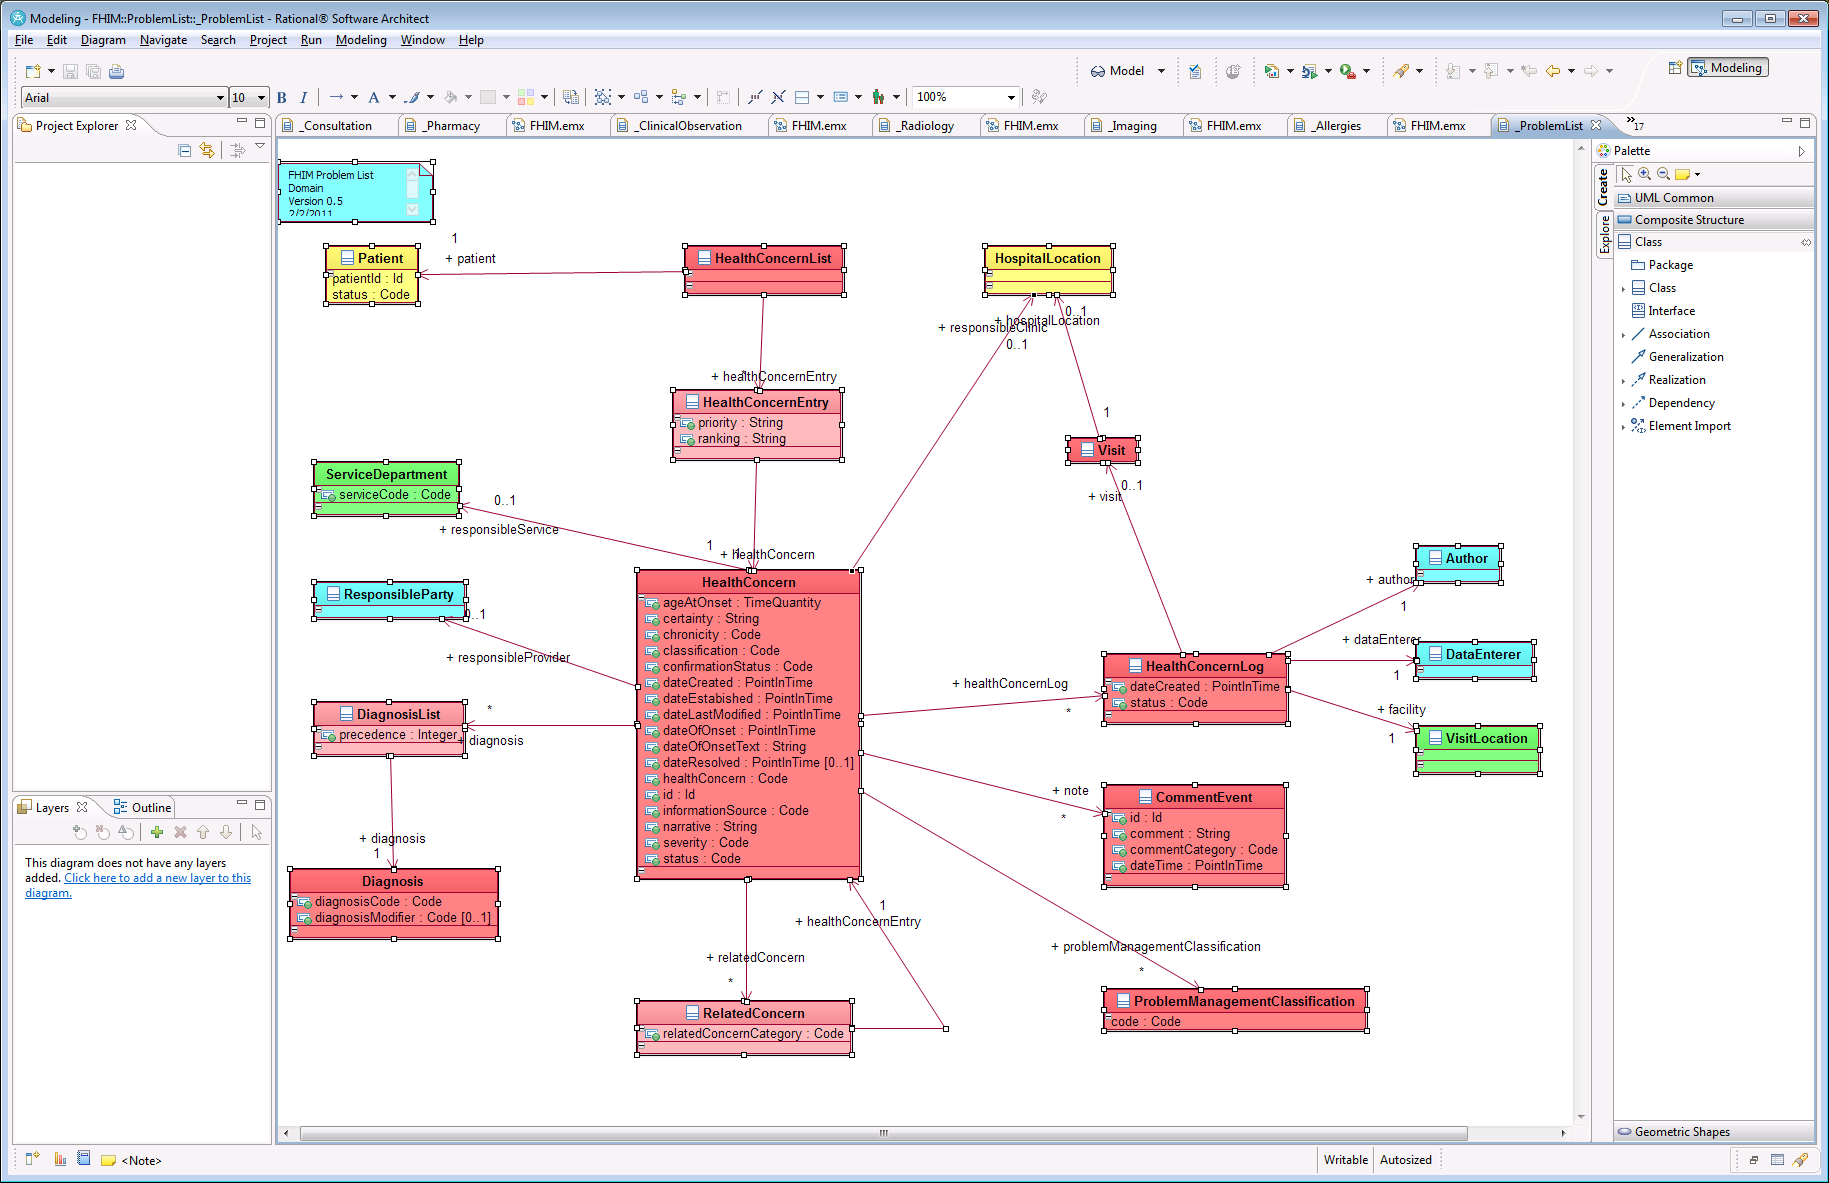 Modeling - FHIM::ProblemList::_ProblemList - Rational® Software Architect
File Edit Diagram Navigate Search Project Run Modeling Window Help
Model
Modeling
Arial 10 B I A 100%
Project Explorer
_Consultation _Pharmacy FHIM.emx _ClinicalObservation FHIM.emx _Radiology FHIM.emx _Imaging FHIM.emx _Allergies FHIM.emx _ProblemList »17
FHIM Problem List
Domain
Version 0.5
2/2/2011
Patient
patientId : Id
status : Code
1
+ patient
HealthConcernList
HospitalLocation
0..1
+ hospitalLocation
+ responsibleClinic
0..1
*
+ healthConcernEntry
HealthConcernEntry
priority : String
ranking : String
1
Visit
0..1
+ visit
ServiceDepartment
serviceCode : Code
0..1
+ responsibleService
1
+ healthConcern
ResponsibleParty
0..1
+ responsibleProvider
HealthConcern
ageAtOnset : TimeQuantity
certainty : String
chronicity : Code
classification : Code
confirmationStatus : Code
dateCreated : PointInTime
dateEstabished : PointInTime
dateLastModified : PointInTime
dateOfOnset : PointInTime
dateOfOnsetText : String
dateResolved : PointInTime [0..1]
healthConcern : Code
id : Id
informationSource : Code
narrative : String
severity : Code
status : Code
DiagnosisList
precedence : Integer
*
+ diagnosis
+ diagnosis
1
Diagnosis
diagnosisCode : Code
diagnosisModifier : Code [0..1]
+ healthConcernLog
*
HealthConcernLog
dateCreated : PointInTime
status : Code
+ author
1
Author
+ dataEnterer
1
DataEnterer
+ facility
1
VisitLocation
+ note
*
CommentEvent
id : Id
comment : String
commentCategory : Code
dateTime : PointInTime
1
+ healthConcernEntry
+ relatedConcern
*
RelatedConcern
relatedConcernCategory : Code
+ problemManagementClassification
*
ProblemManagementClassification
code : Code
Layers Outline
This diagram does not have any layers
added. Click here to add a new layer to this
diagram.
Palette
Create
Explore
UML Common
Composite Structure
Class
Package
Class
Interface
Association
Generalization
Realization
Dependency
Element Import
Geometric Shapes
<Note>
Writable Autosized